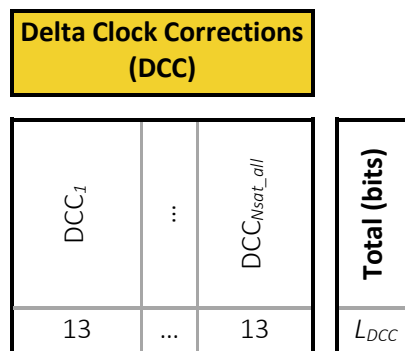 Delta Clock Corrections
(DCC)
DCC1
...
DCCNsat_all
Total (bits)
13
...
13
LDCC